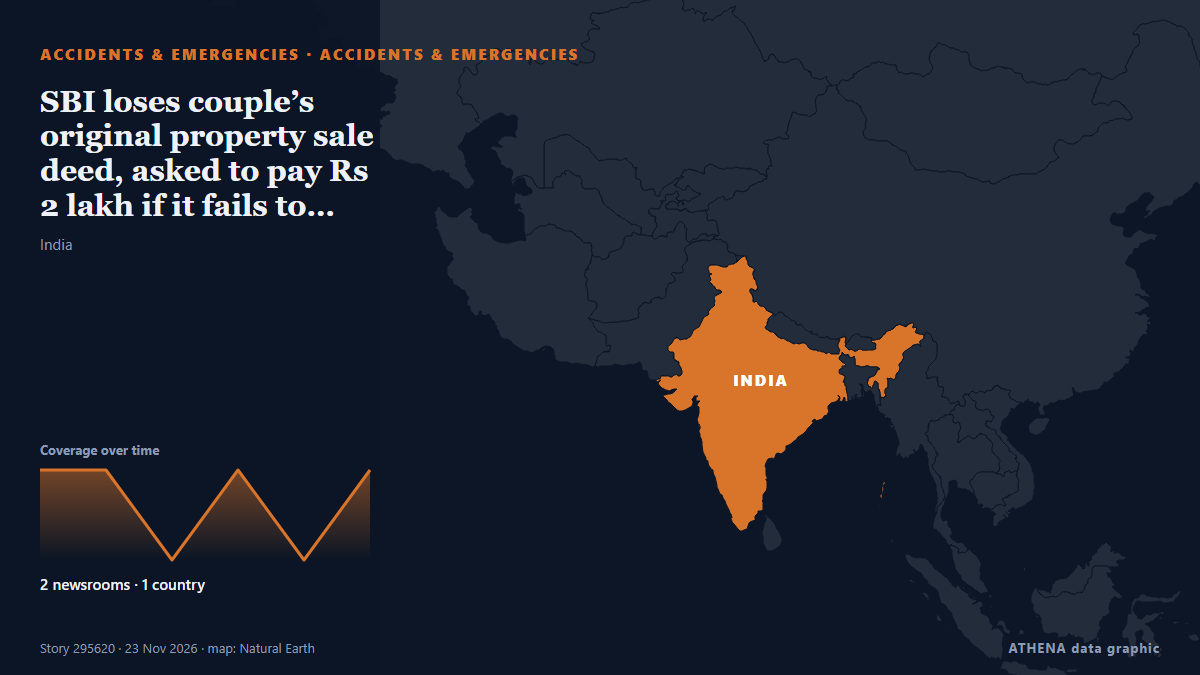 ACCIDENTS & EMERGENCIES · ACCIDENTS & EMERGENCIES
SBI loses couple’s
original property sale
deed, asked to pay Rs
2 lakh if it fails to...
India
INDIA
Coverage over time
2 newsrooms · 1 country
Story 295620 · 23 Nov 2026 · map: Natural Earth
ATHENA data graphic